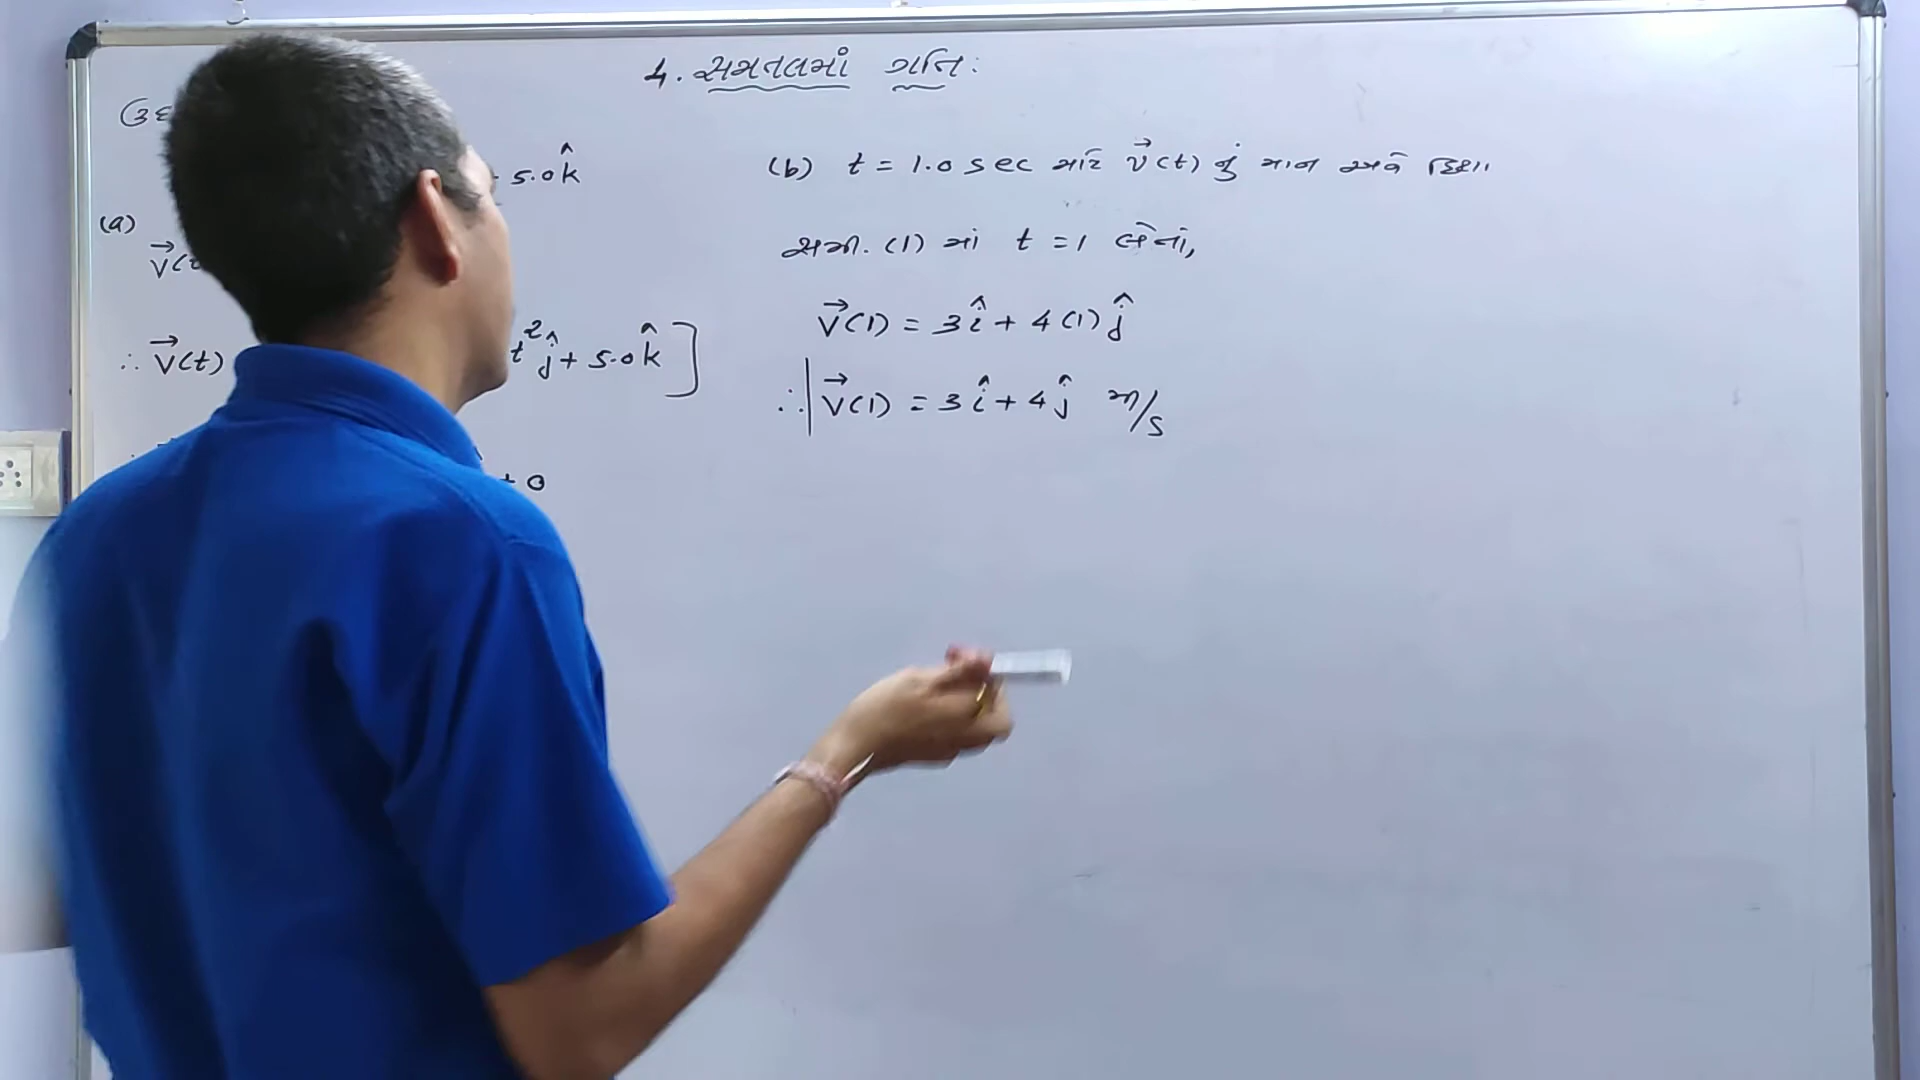 4. સમતલમાં ગતિ:
5.0k̂
(a)
∴ v⃗(t) t²ĵ + 5.0k̂]
+ 0
(b) t = 1.0 sec માટે v⃗(t) નું માન અને દિશા.
સમી. (1) માં t = 1 લેતાં,
v⃗(1) = 3î + 4(1)ĵ
∴ v⃗(1) = 3î + 4ĵ m/s